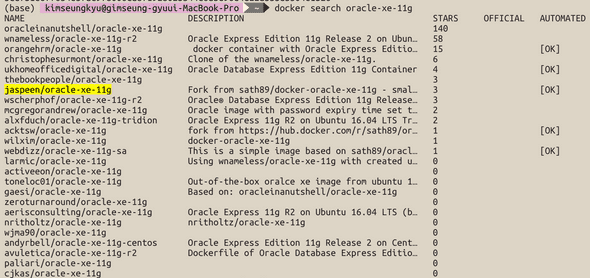 (base) kimseungkyu@gimseung-gyuui-MacBook-Pro ~ docker search oracle-xe-11g
NAME DESCRIPTION STARS OFFICIAL AUTOMATED
oracleinanutshell/oracle-xe-11g 140
wnameless/oracle-xe-11g-r2 Oracle Express Edition 11g Release 2 on Ubun… 58
orangehrm/oracle-xe-11g docker container with Oracle Express Editio… 15 [OK]
christophesurmont/oracle-xe-11g Clone of the wnameless/oracle-xe-11g. 6
ukhomeofficedigital/oracle-xe-11g Oracle Database Express Edition 11g Container 4 [OK]
thebookpeople/oracle-xe-11g 3
jaspeen/oracle-xe-11g Fork from sath89/docker-oracle-xe-11g - smal… 3 [OK]
wscherphof/oracle-xe-11g-r2 Oracle® Database Express Edition 11g Release… 3
mcgregorandrew/oracle-xe-11g Oracle image with password expiry time set t… 2
alxfduch/oracle-xe-11g-tridion Oracle Express 11g R2 on Ubuntu 16.04 LTS Tr… 2
acktsw/oracle-xe-11g fork from https://hub.docker.com/r/sath89/or… 1 [OK]
wilxim/oracle-xe-11g docker-oracle-xe-11g 1
webdizz/oracle-xe-11g-sa This is a simple image based on sath89/oracl… 1 [OK]
larmic/oracle-xe-11g Using wnameless/oracle-xe-11g with created u… 0
activeeon/oracle-xe-11g 0
toneloc01/oracle-xe-11g Out-of-the-box oralce xe image from ubuntu 1… 0
gaesi/oracle-xe-11g Based on: oracleinanutshell/oracle-xe-11g 0
zeroturnaround/oracle-xe-11g 0
aerisconsulting/oracle-xe-11g Oracle Express 11g R2 on Ubuntu 16.04 LTS (b… 0
nritholtz/oracle-xe-11g nritholtz/oracle-xe-11g 0
wjma90/oracle-xe-11g 0
andyrbell/oracle-xe-11g-centos Oracle Express Edition 11g Release 2 on Cent… 0
avuletica/oracle-xe-11g-r2 Dockerfile of Oracle Database Express Editio… 0
paliari/oracle-xe-11g 0
cjkas/oracle-xe-11g 0